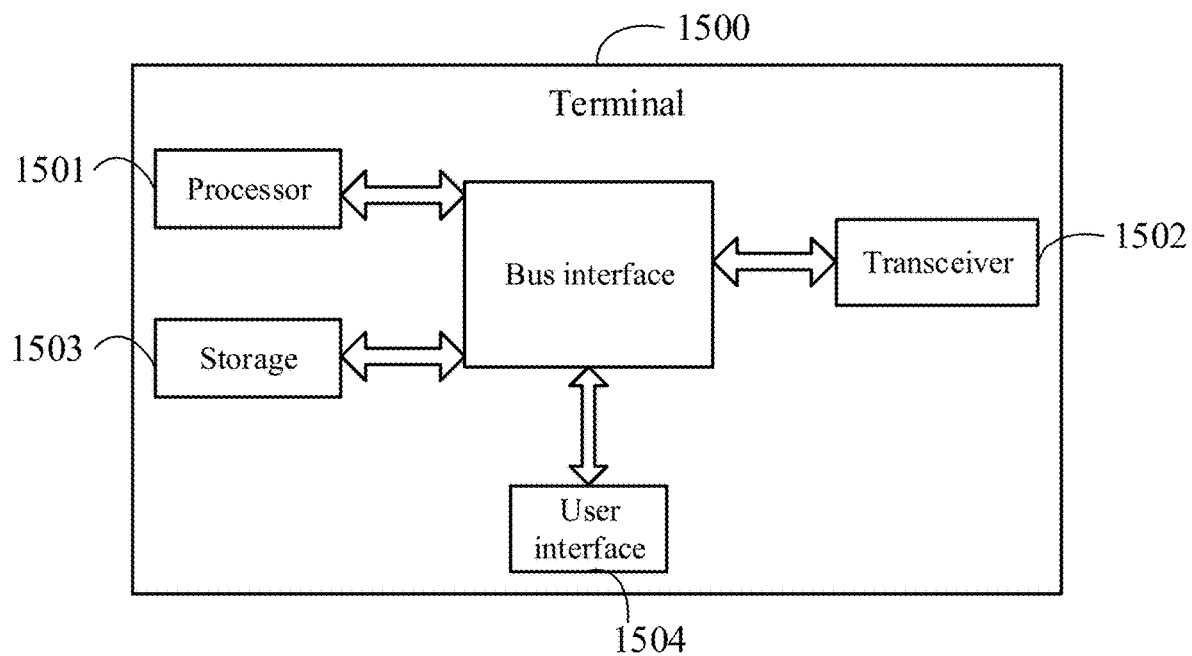 1500
Terminal
1501
Processor
Bus interface
Transceiver
1502
1503
Storage
User
interface
1504